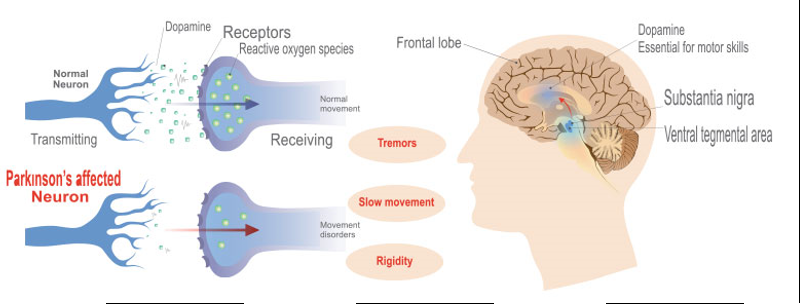 Dopamine
Receptors
Reactive oxygen species
Normal
Neuron
Transmitting
Normal
movement
Receiving
Parkinson's affected
Neuron
Movement
disorders
Tremors
Slow movement
Rigidity
Frontal lobe
Dopamine
Essential for motor skills
Substantia nigra
Ventral tegmental area